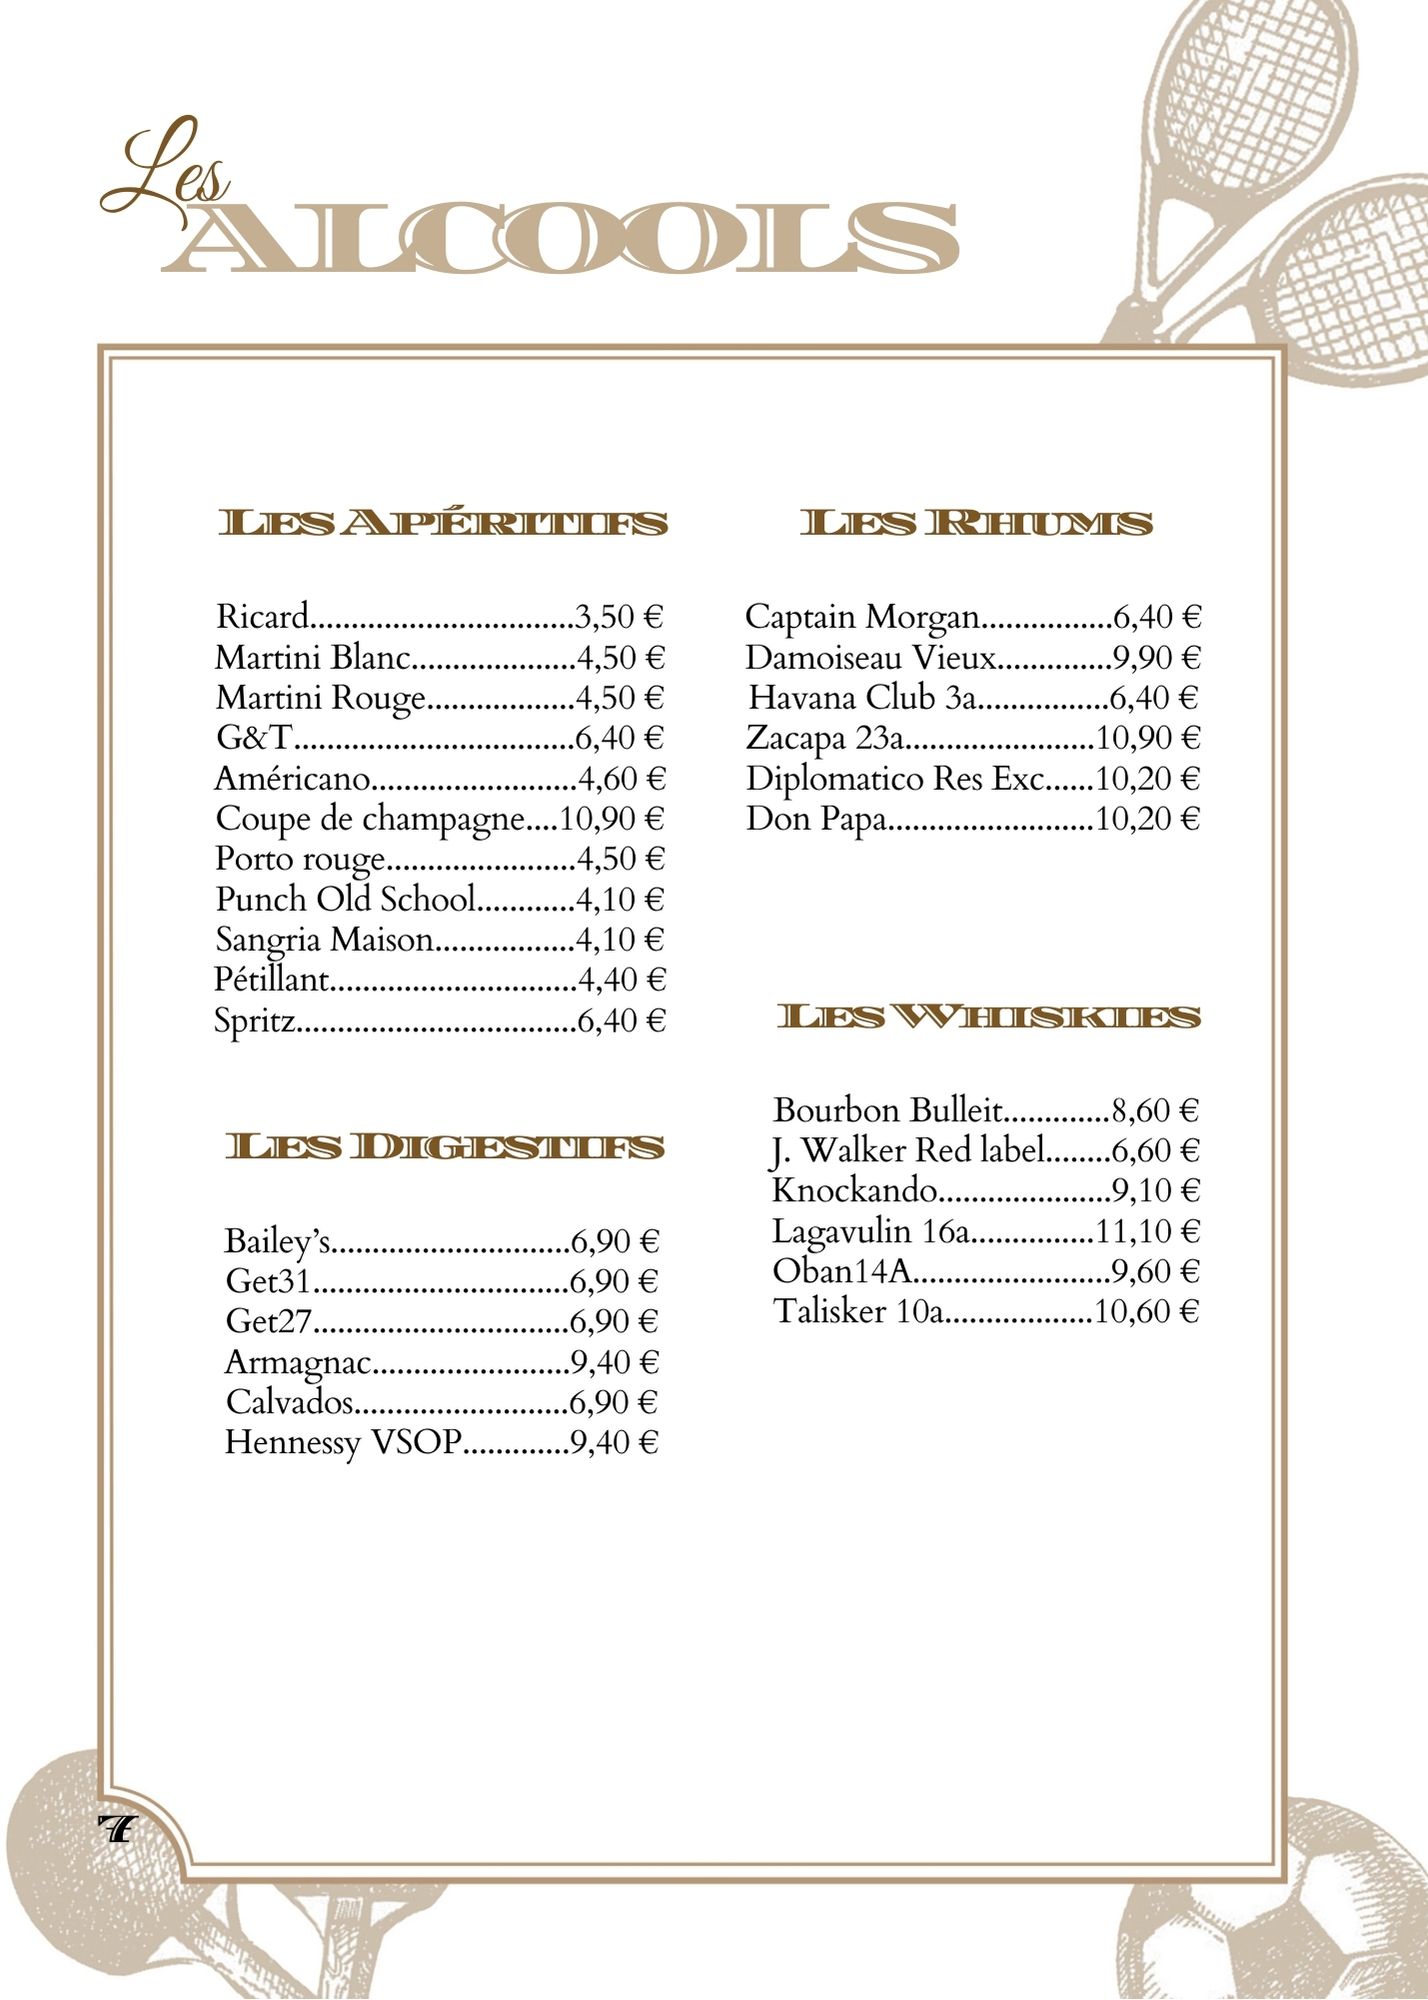 Les
ALCOOLS
LES APÉRITIFS
Ricard................................3,50 €
Martini Blanc....................4,50 €
Martini Rouge..................4,50 €
G&T..................................6,40 €
Américano.........................4,60 €
Coupe de champagne....10,90 €
Porto rouge.......................4,50 €
Punch Old School............4,10 €
Sangria Maison.................4,10 €
Pétillant..............................4,40 €
Spritz..................................6,40 €
LES DIGESTIFS
Bailey’s.............................6,90 €
Get31...............................6,90 €
Get27...............................6,90 €
Armagnac........................9,40 €
Calvados..........................6,90 €
Hennessy VSOP.............9,40 €
LES RHUMS
Captain Morgan................6,40 €
Damoiseau Vieux..............9,90 €
Havana Club 3a................6,40 €
Zacapa 23a.......................10,90 €
Diplomatico Res Exc......10,20 €
Don Papa.........................10,20 €
LES WHISKIES
Bourbon Bulleit.............8,60 €
J. Walker Red label........6,60 €
Knockando.....................9,10 €
Lagavulin 16a...............11,10 €
Oban14A........................9,60 €
Talisker 10a..................10,60 €
7